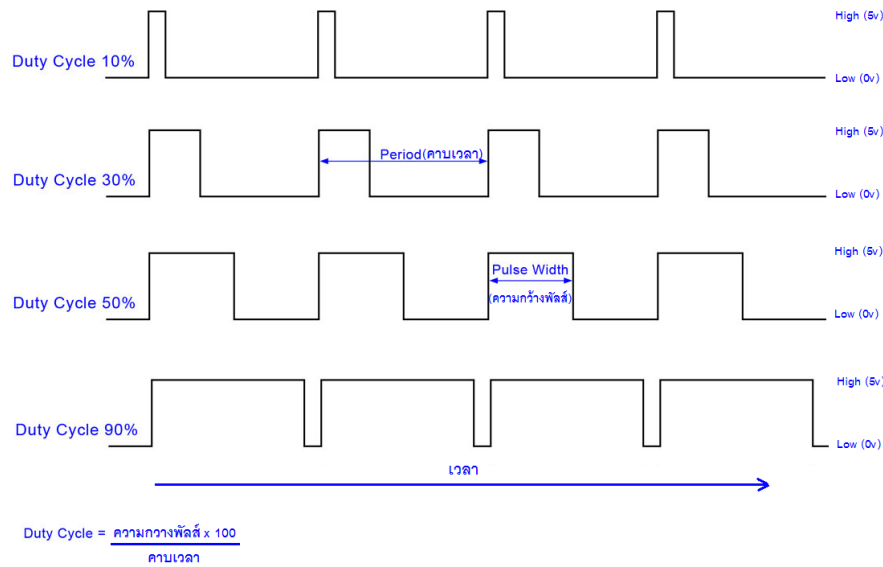 High (5v)
Duty Cycle 10%
Low (0v)
High (5v)
Period(คาบเวลา)
Duty Cycle 30%
Low (0v)
High (5v)
Pulse Width
(ความกว้างพัลส์)
Duty Cycle 50%
Low (0v)
High (5v)
Duty Cycle 90%
Low (0v)
เวลา
Duty Cycle = ความกวางพัลส์ x 100
คาบเวลา